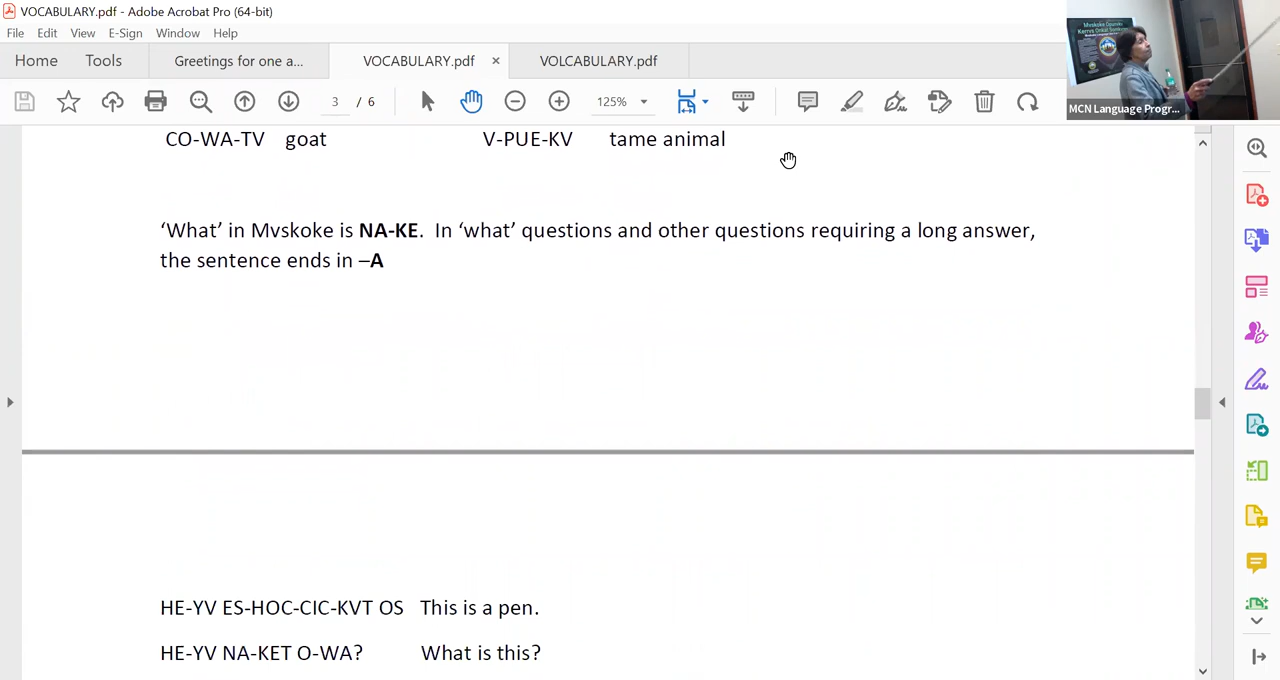 VOCABULARY.pdf - Adobe Acrobat Pro (64-bit)
File Edit View E-Sign Window Help
Home Tools Greetings for one a... VOCABULARY.pdf × VOLCABULARY.pdf
3 / 6 125%
MCN Language Progr...
CO-WA-TV goat V-PUE-KV tame animal
‘What’ in Mvskoke is NA-KE. In ‘what’ questions and other questions requiring a long answer,
the sentence ends in –A
HE-YV ES-HOC-CIC-KVT OS This is a pen.
HE-YV NA-KET O-WA? What is this?